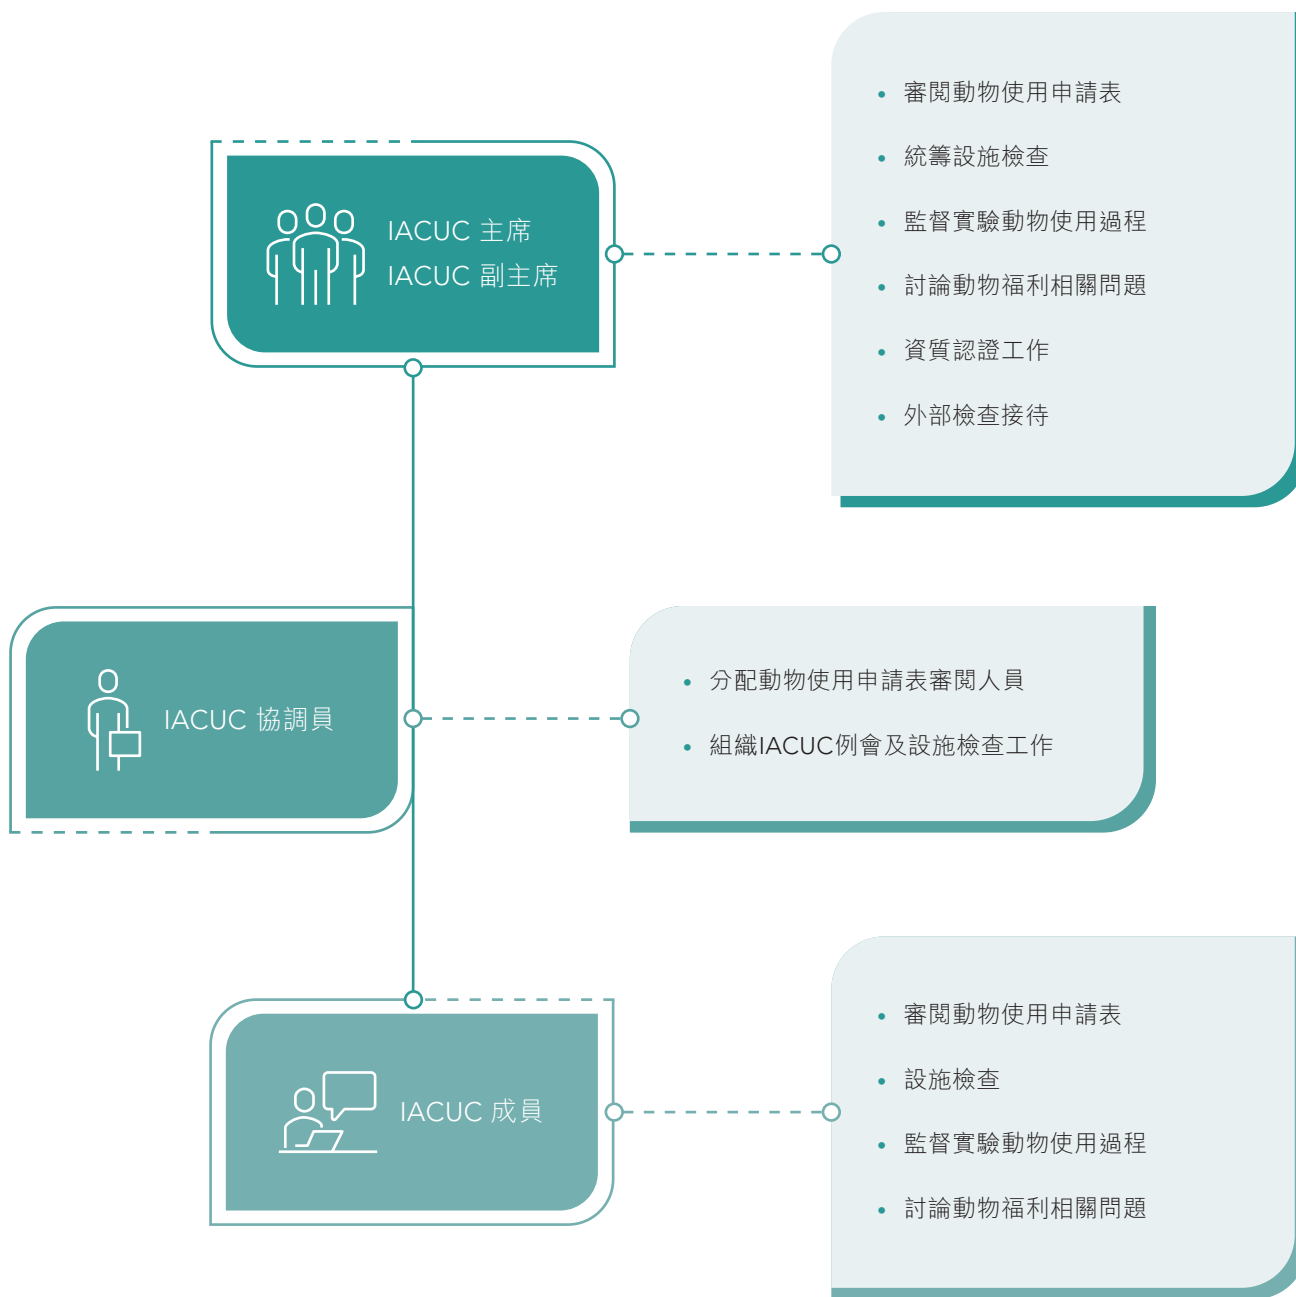 IACUC 主席
IACUC 副主席
• 審閲動物使用申請表
• 統籌設施檢查
• 監督實驗動物使用過程
• 討論動物福利相關問題
• 資質認證工作
• 外部檢查接待
IACUC 協調員
• 分配動物使用申請表審閲人員
• 組織IACUC例會及設施檢查工作
IACUC 成員
• 審閲動物使用申請表
• 設施檢查
• 監督實驗動物使用過程
• 討論動物福利相關問題